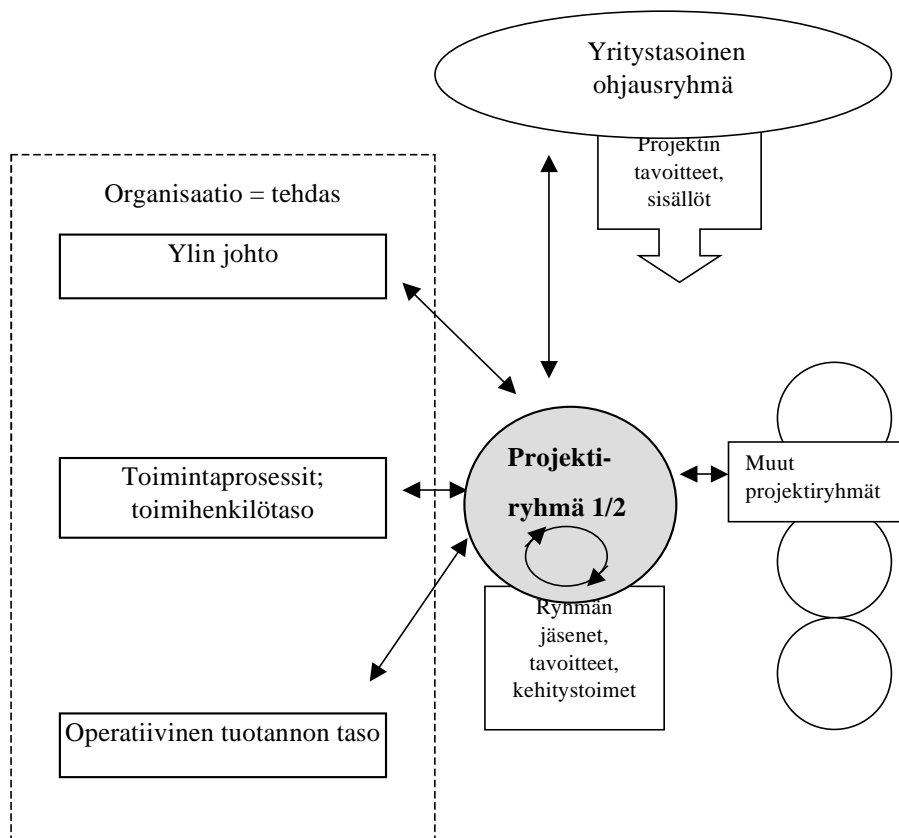 Yritystasoinen
ohjausryhmä
Projektin
tavoitteet,
sisällöt
Organisaatio = tehdas
Ylin johto
Toimintaprosessit;
toimihenkilötaso
Operatiivinen tuotannon taso
Projekti-
ryhmä 1/2
Ryhmän
jäsenet,
tavoitteet,
kehitystoimet
Muut
projektiryhmät